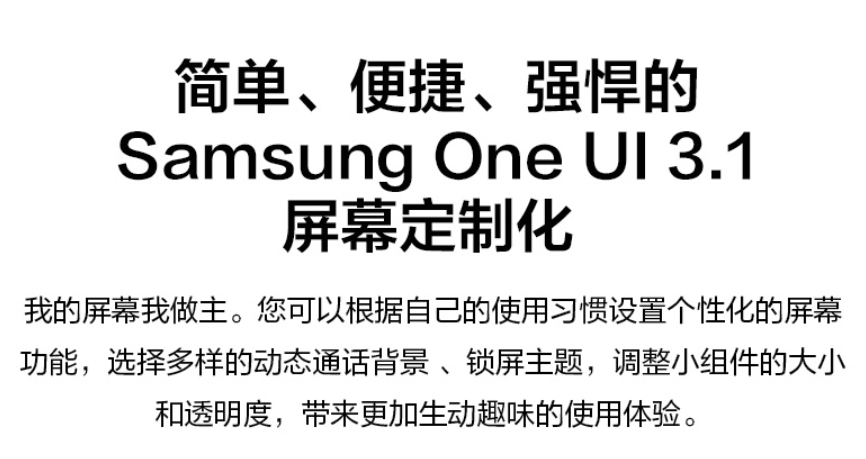 简单、便捷、强悍的
Samsung One UI 3.1
屏幕定制化
我的屏幕我做主。您可以根据自己的使用习惯设置个性化的屏幕
功能，选择多样的动态通话背景 、锁屏主题，调整小组件的大小
和透明度，带来更加生动趣味的使用体验。